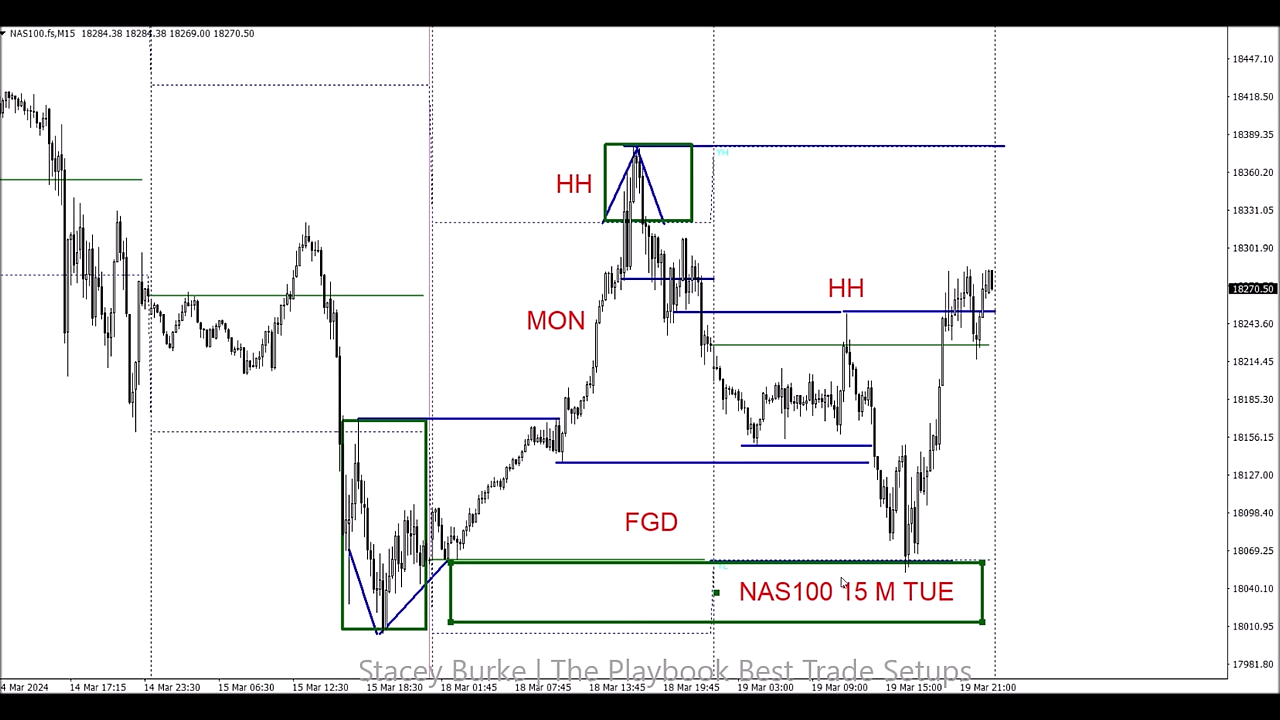 NAS100.fs,M15 18284.38 18284.38 18269.00 18270.50
18447.10
18418.50
18389.35
18360.20
18331.05
18301.90
18270.50
18243.60
18214.45
18185.30
18156.15
18127.00
18098.40
18069.25
18040.10
18010.95
17981.80
YH
HH
HH
MON
FGD
NAS100 15 M TUE
Stacey Burke | The Playbook Best Trade Setups
4 Mar 2024 14 Mar 17:15 14 Mar 23:30 15 Mar 06:30 15 Mar 12:30 15 Mar 18:30 18 Mar 01:45 18 Mar 07:45 18 Mar 13:45 18 Mar 19:45 19 Mar 03:00 19 Mar 09:00 19 Mar 15:00 19 Mar 21:00